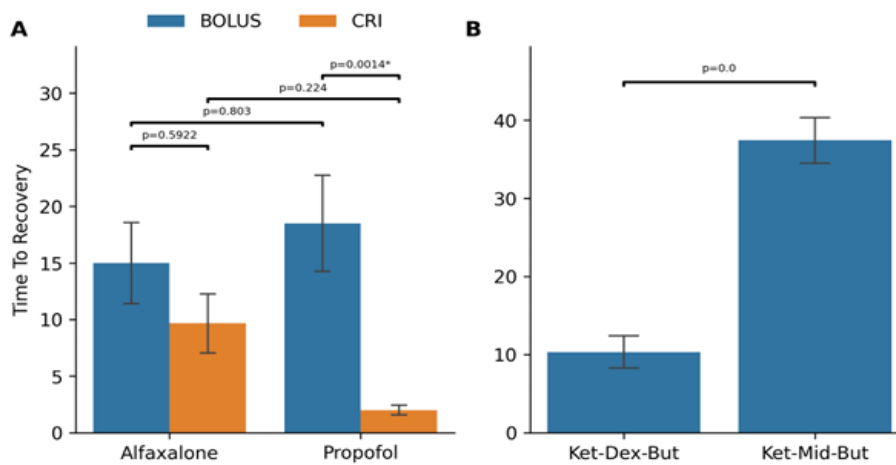 BOLUS CRI
A
B
p=0.0014*
p=0.224
p=0.803
p=0.5922
p=0.0
Time To Recovery
30
25
20
15
10
5
0
40
30
20
10
0
Alfaxalone Propofol
Ket-Dex-But Ket-Mid-But